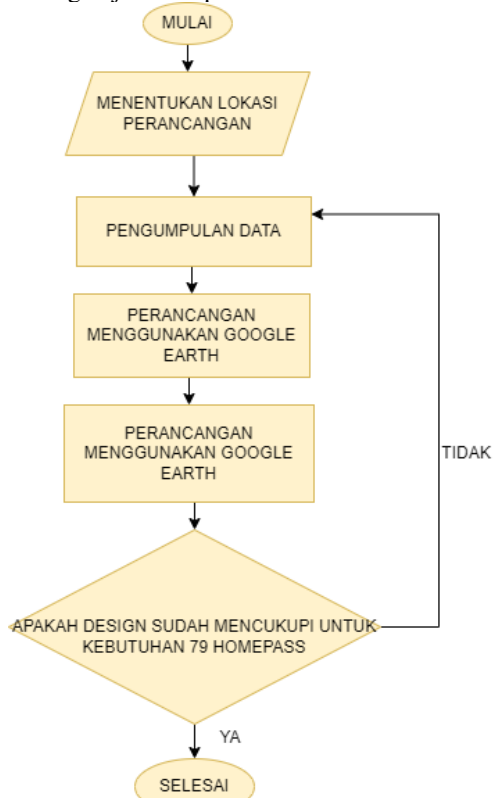 MULAI
MENENTUKAN LOKASI
PERANCANGAN
PENGUMPULAN DATA
PERANCANGAN
MENGGUNAKAN GOOGLE
EARTH
PERANCANGAN
MENGGUNAKAN GOOGLE
EARTH
TIDAK
APAKAH DESIGN SUDAH MENCUKUPI UNTUK
KEBUTUHAN 79 HOMEPASS
YA
SELESAI